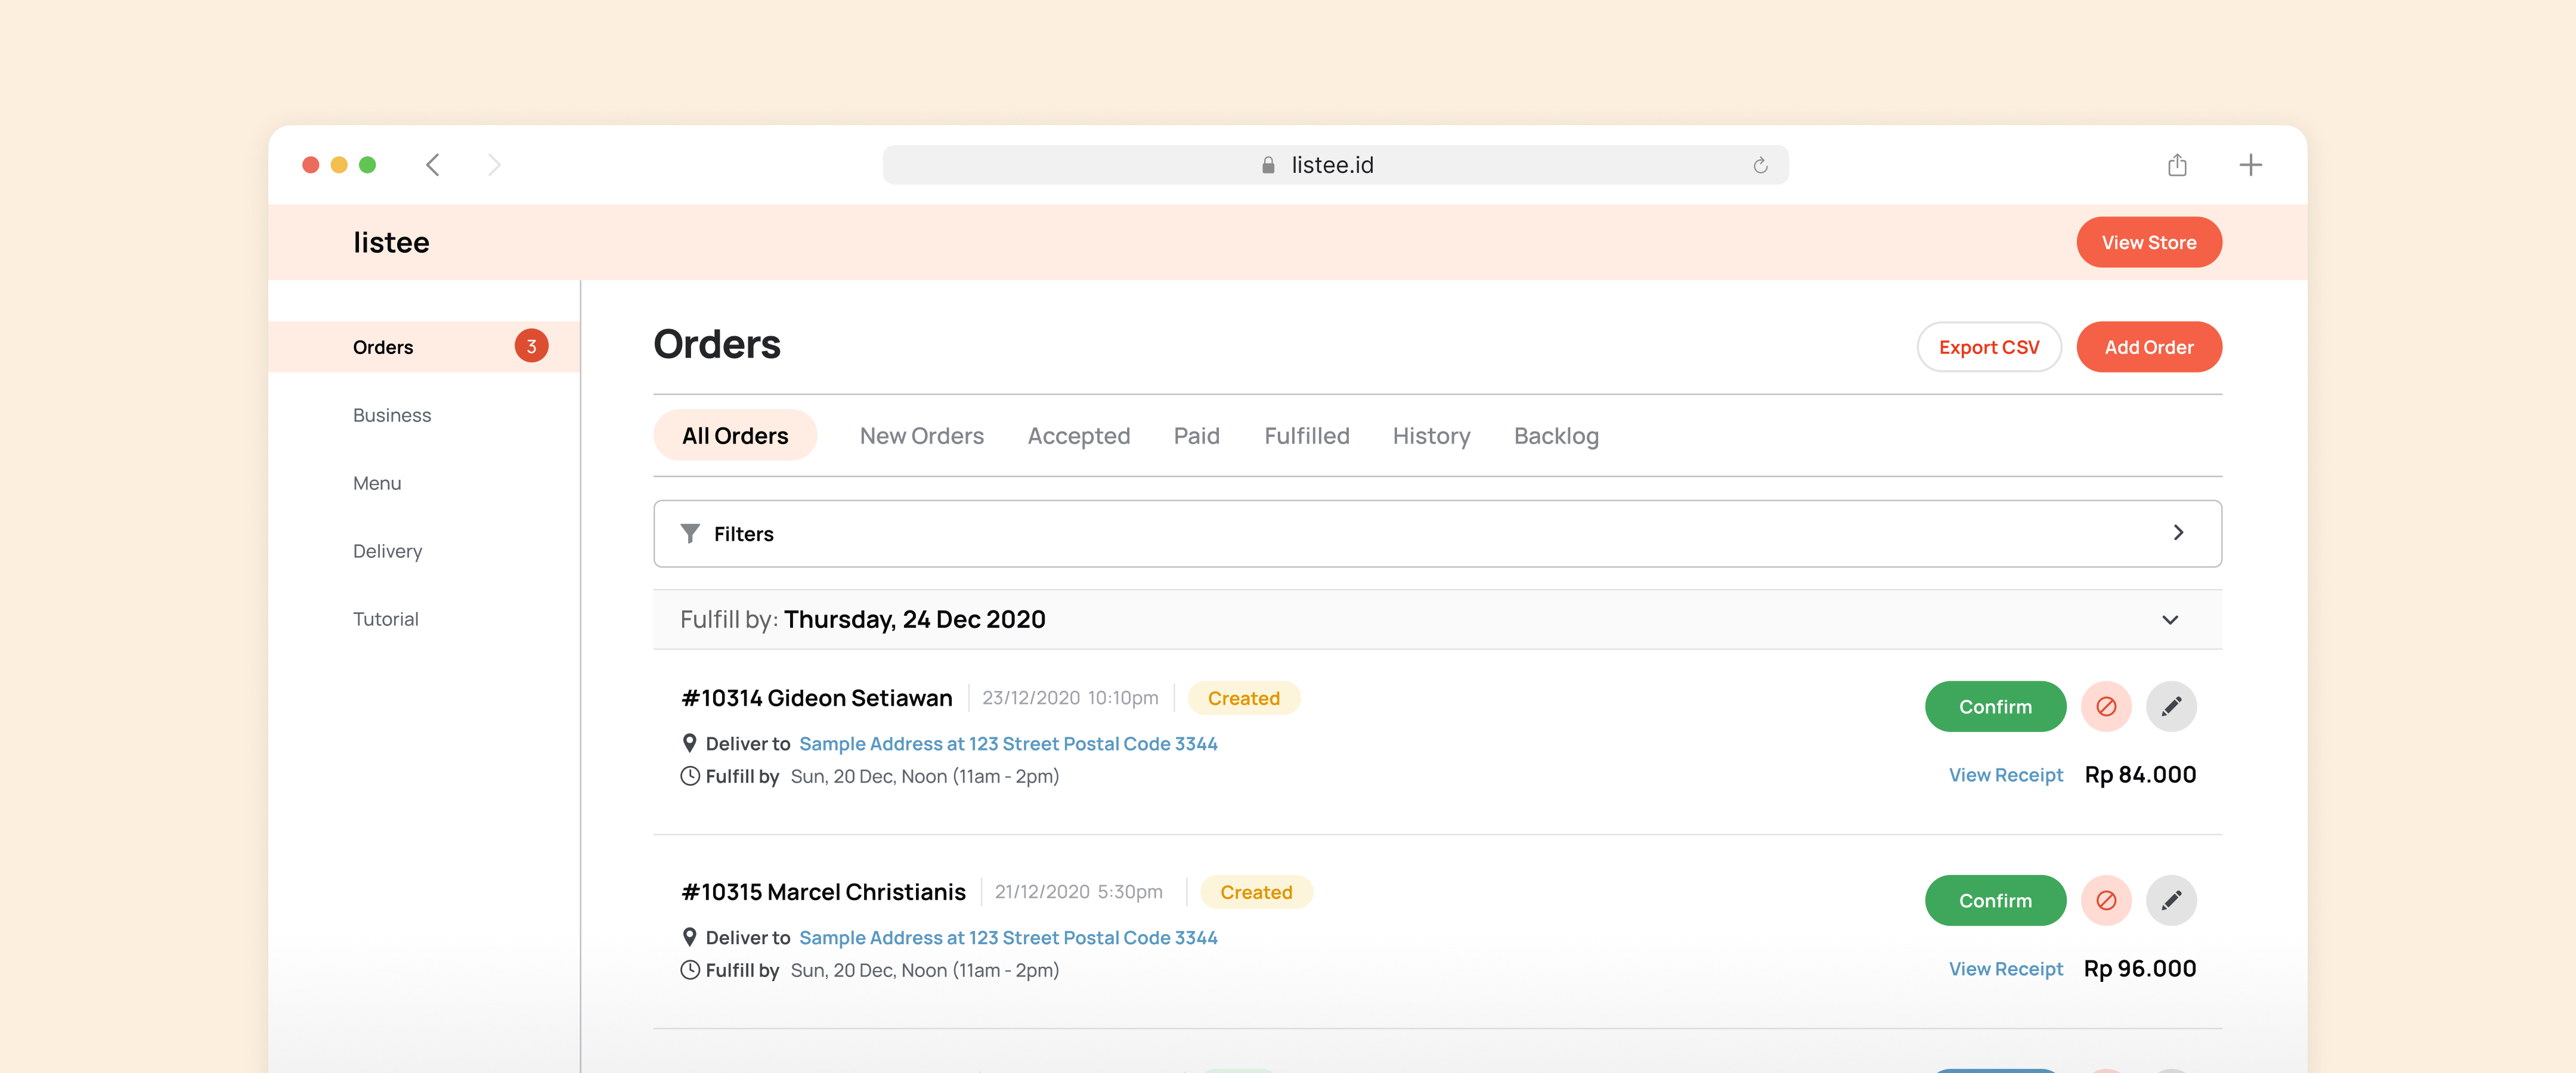 listee.id
listee
View Store
Orders 3
Business
Menu
Delivery
Tutorial
Orders
Export CSV
Add Order
All Orders New Orders Accepted Paid Fulfilled History Backlog
Filters
Fulfill by: Thursday, 24 Dec 2020
#10314 Gideon Setiawan 23/12/2020 10:10pm Created
Confirm
Deliver to Sample Address at 123 Street Postal Code 3344
Fulfill by Sun, 20 Dec, Noon (11am - 2pm)
View Receipt Rp 84.000
#10315 Marcel Christianis 21/12/2020 5:30pm Created
Confirm
Deliver to Sample Address at 123 Street Postal Code 3344
Fulfill by Sun, 20 Dec, Noon (11am - 2pm)
View Receipt Rp 96.000